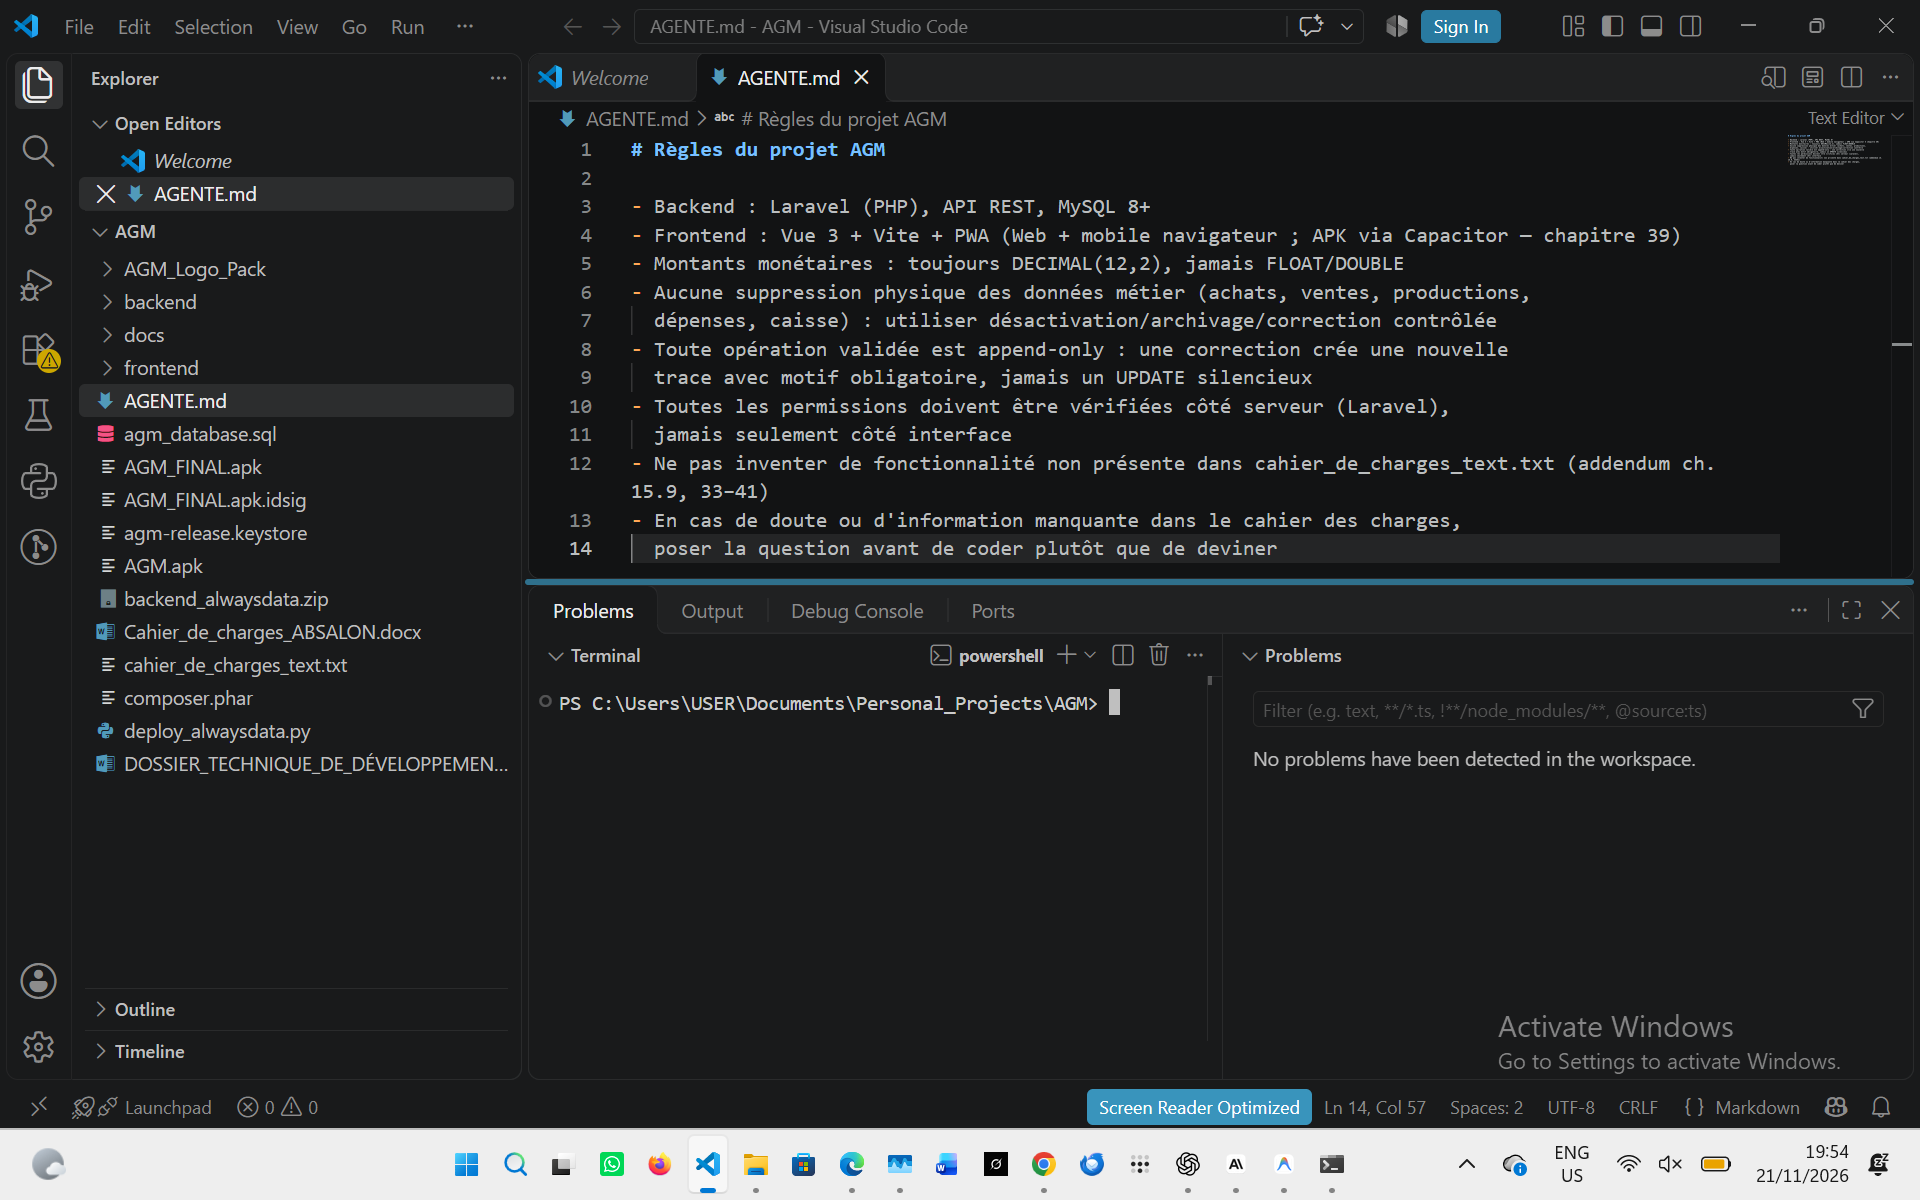 File Edit Selection View Go Run ···
AGENTE.md - AGM - Visual Studio Code
Sign In
Explorer
Open Editors
Welcome
AGENTE.md
AGM
AGM_Logo_Pack
backend
docs
frontend
AGENTE.md
agm_database.sql
AGM_FINAL.apk
AGM_FINAL.apk.idsig
agm-release.keystore
AGM.apk
backend_alwaysdata.zip
Cahier_de_charges_ABSALON.docx
cahier_de_charges_text.txt
composer.phar
deploy_alwaysdata.py
DOSSIER_TECHNIQUE_DE_DÉVELOPPEMEN...
Outline
Timeline
Welcome
AGENTE.md
AGENTE.md > abc # Règles du projet AGM
Text Editor
1 # Règles du projet AGM
2
3 - Backend : Laravel (PHP), API REST, MySQL 8+
4 - Frontend : Vue 3 + Vite + PWA (Web + mobile navigateur ; APK via Capacitor — chapitre 39)
5 - Montants monétaires : toujours DECIMAL(12,2), jamais FLOAT/DOUBLE
6 - Aucune suppression physique des données métier (achats, ventes, productions,
7 dépenses, caisse) : utiliser désactivation/archivage/correction contrôlée
8 - Toute opération validée est append-only : une correction crée une nouvelle
9 trace avec motif obligatoire, jamais un UPDATE silencieux
10 - Toutes les permissions doivent être vérifiées côté serveur (Laravel),
11 jamais seulement côté interface
12 - Ne pas inventer de fonctionnalité non présente dans cahier_de_charges_text.txt (addendum ch.
15.9, 33–41)
13 - En cas de doute ou d'information manquante dans le cahier des charges,
14 poser la question avant de coder plutôt que de deviner
Problems Output Debug Console Ports
Terminal
powershell
PS C:\Users\USER\Documents\Personal_Projects\AGM>
Problems
Filter (e.g. text, **/*.ts, !**/node_modules/**, @source:ts)
No problems have been detected in the workspace.
Activate Windows
Go to Settings to activate Windows.
Launchpad 0 0
Screen Reader Optimized Ln 14, Col 57 Spaces: 2 UTF-8 CRLF { } Markdown
ENG
US
19:54
21/11/2026